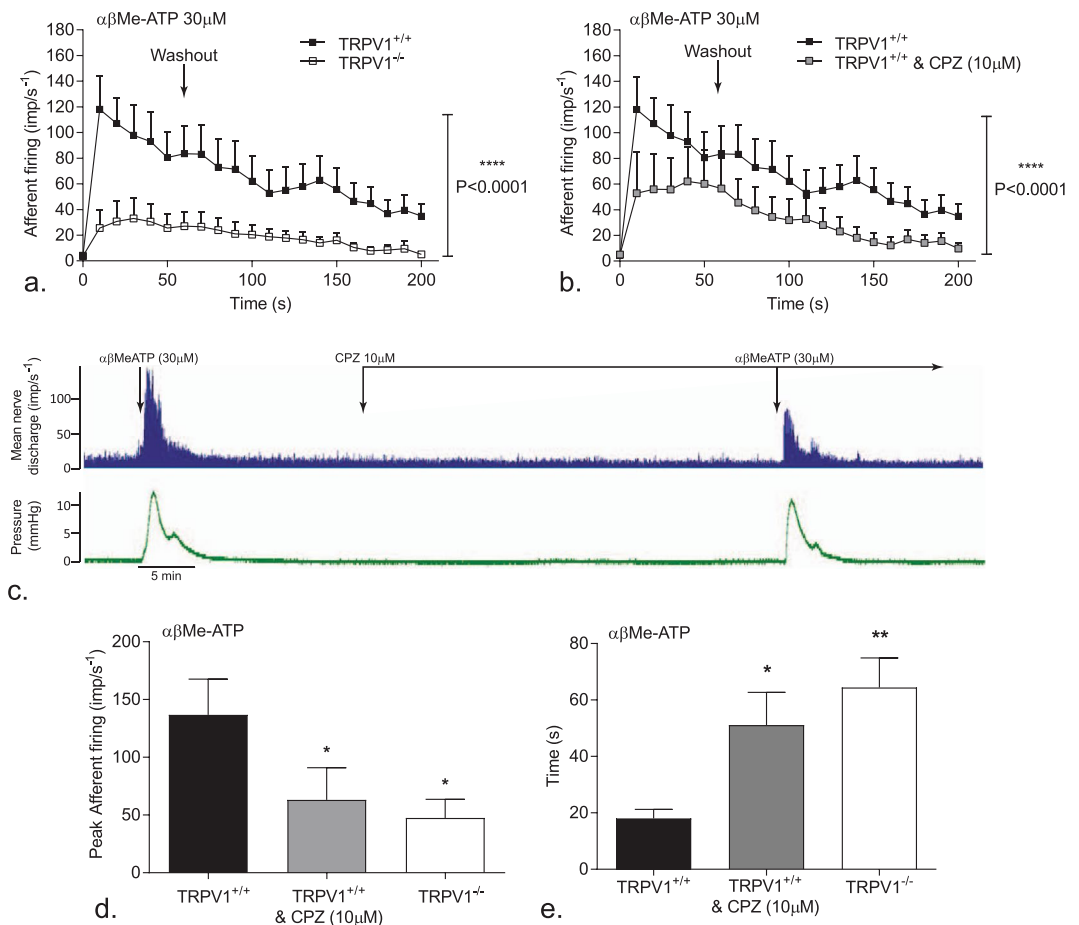 αβMe-ATP 30μM
Washout
TRPV1+/+
TRPV1-/-
Afferent firing (imp/s-1)
180
160
140
120
100
80
60
40
20
0
0 50 100 150 200
Time (s)
****
P<0.0001
a.
αβMe-ATP 30μM
Washout
TRPV1+/+
TRPV1+/+ & CPZ (10μM)
Afferent firing (imp/s-1)
180
160
140
120
100
80
60
40
20
0
0 50 100 150 200
Time (s)
****
P<0.0001
b.
αβMeATP (30μM) CPZ 10μM αβMeATP (30μM)
Mean nerve
discharge (imp/s-1)
100
50
0
Pressure
(mmHg)
10
5
0
5 min
c.
αβMe-ATP
Peak Afferent firing (imp/s-1)
200
150
100
50
0
*
*
TRPV1+/+ TRPV1+/+ TRPV1-/-
& CPZ (10μM)
d.
αβMe-ATP
Time (s)
80
60
40
20
0
*
**
TRPV1+/+ TRPV1+/+ TRPV1-/-
& CPZ (10μM)
e.